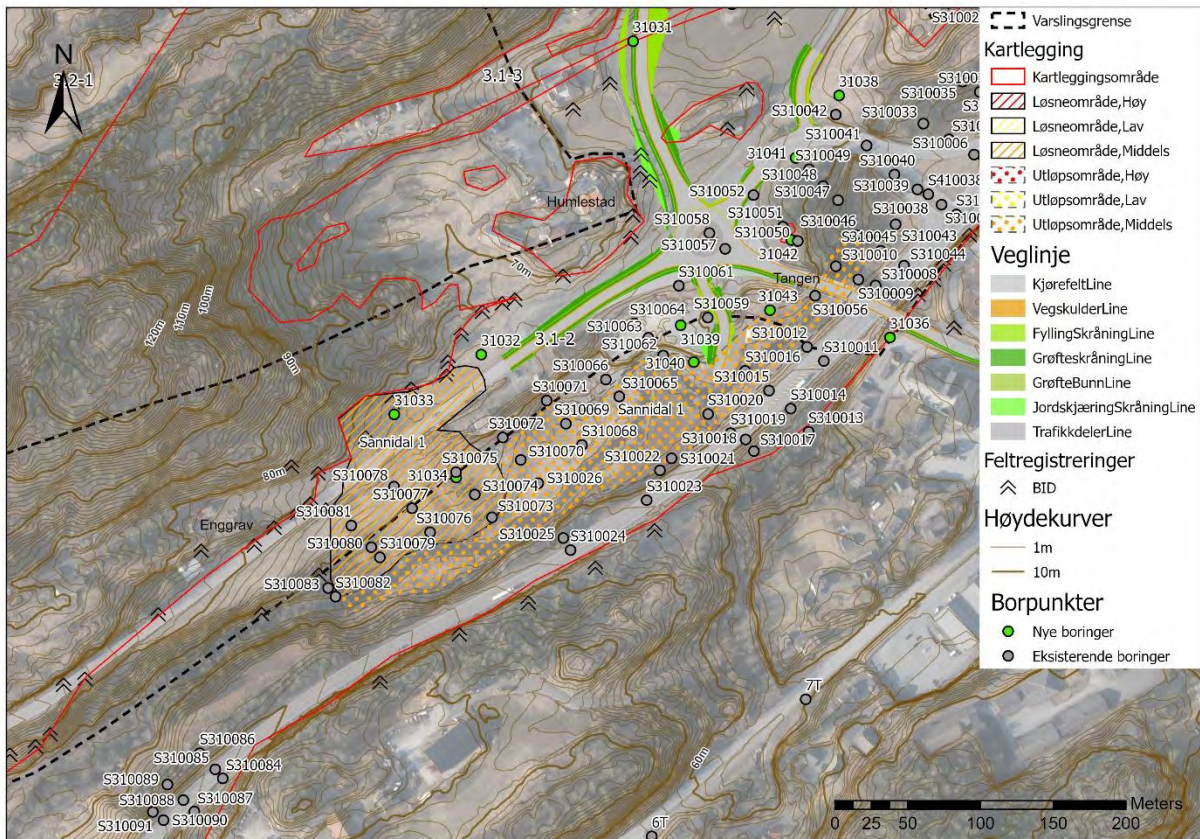 N
3.2-1
3.1-3
31031
S31002
31038
S310035
S310033
S310042
S310041
S310006
31041
S310049
S310040
S310048
S310039
S410038
Humlestad
S310052
S310047
S310051
S310038
S310058
S310050
S310046
S310057
31042
S310045
S310043
S310010
S310044
70m
S310061
Tangen
S310008
120m
110m
100m
S310059
31043
S310009
S310064
S310056
90m
S310063
S310012
31036
3.1-2
31039
31032
S310062
S310016
S310011
31040
S310066
S310015
S310071
S310065
S310014
31033
S310020
Sannidal 1
S310069
S310019
S310013
Sannidal 1
S310072
S310068
S310018
S310017
80m
S310075
S310070
S310022
S310021
S310078
31034
S310026
S310077
S310074
S310023
Enggrav
S310081
S310076
S310073
S310025
S310024
S310080
S310079
S310083
S310082
7T
60m
S310086
S310085
S310084
S310089
S310088
S310087
S310091
S310090
6T
0 25 50 100 150 200
Meters
Varslingsgrense
Kartlegging
Kartleggingsområde
Løsneområde,Høy
Løsneområde,Lav
Løsneområde,Middels
Utløpsområde,Høy
Utløpsområde,Lav
Utløpsområde,Middels
Veglinje
KjørefeltLine
VegskulderLine
FyllingSkråningLine
GrøfteskråningLine
GrøfteBunnLine
JordskjæringSkråningLine
TrafikkdelerLine
Feltregistreringer
BID
Høydekurver
1m
10m
Borpunkter
Nye boringer
Eksisterende boringer